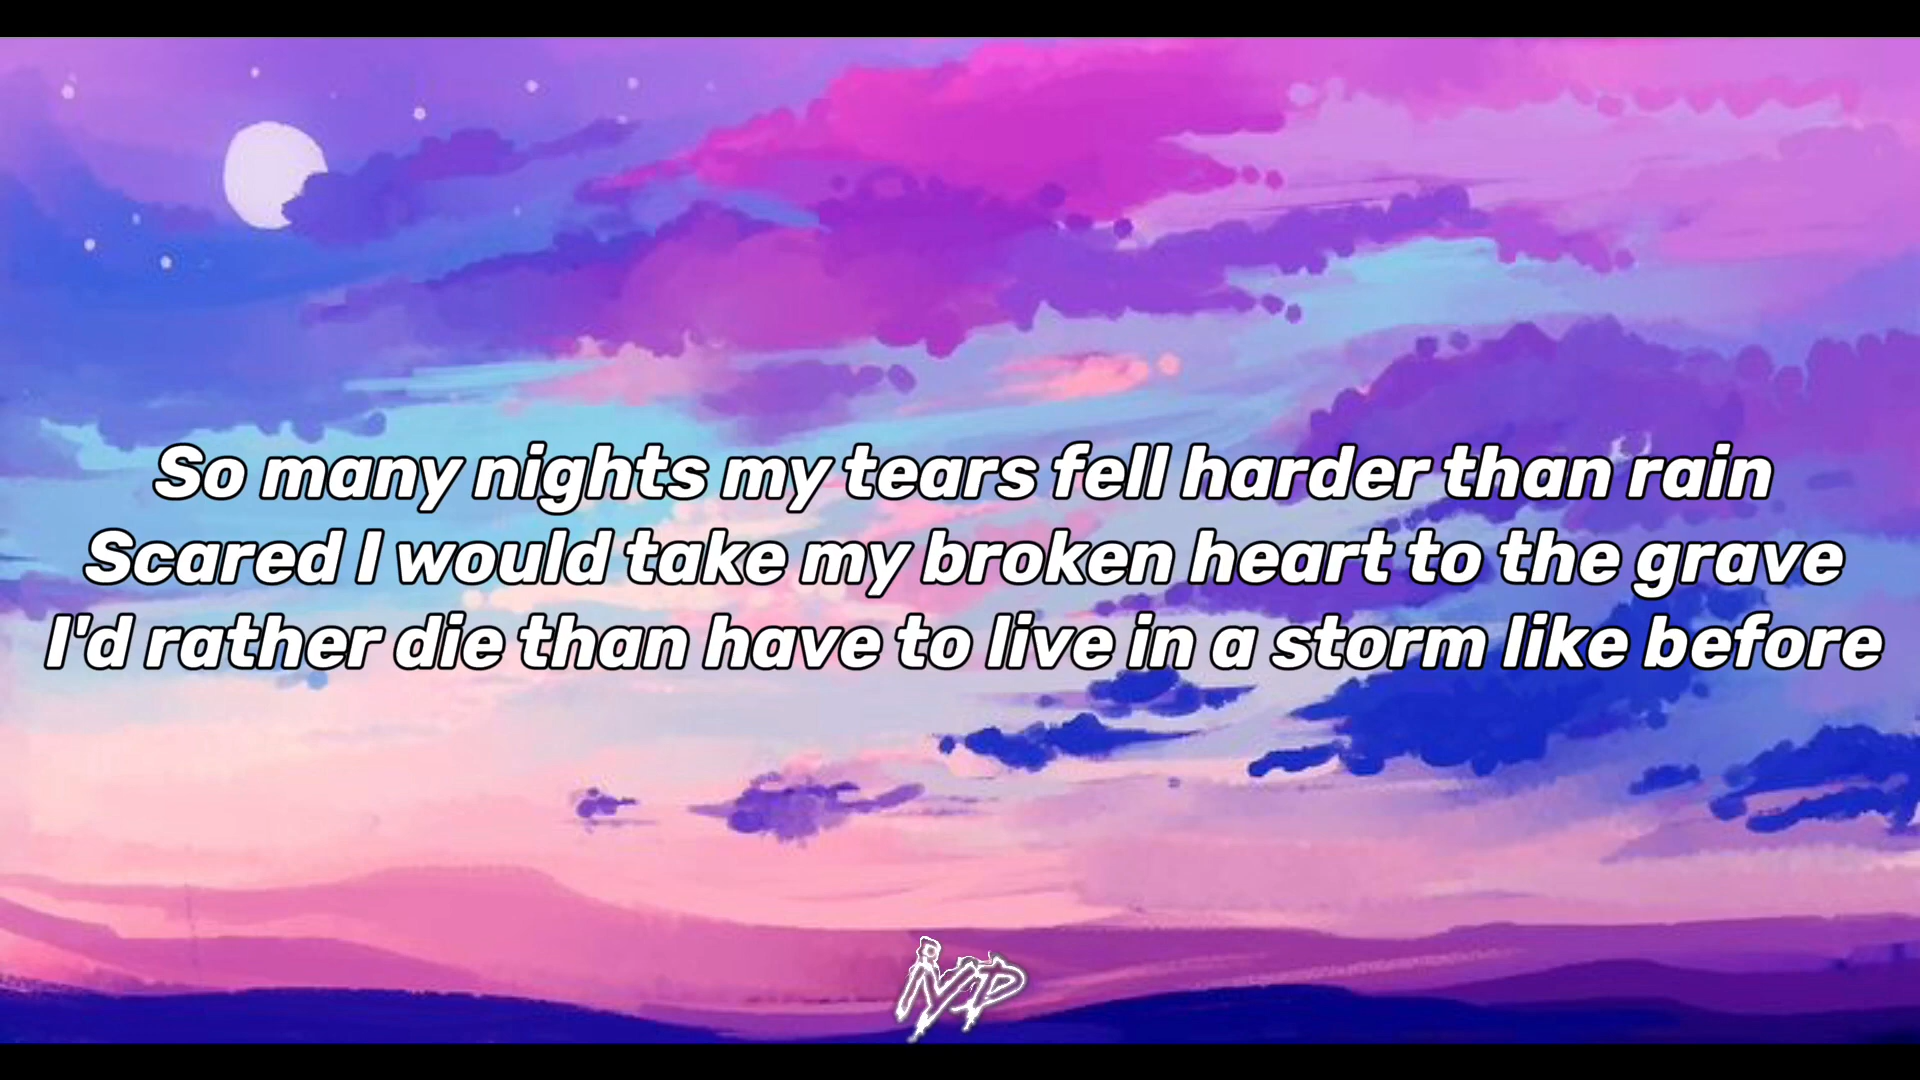 So many nights my tears fell harder than rain
Scared I would take my broken heart to the grave
I'd rather die than have to live in a storm like before